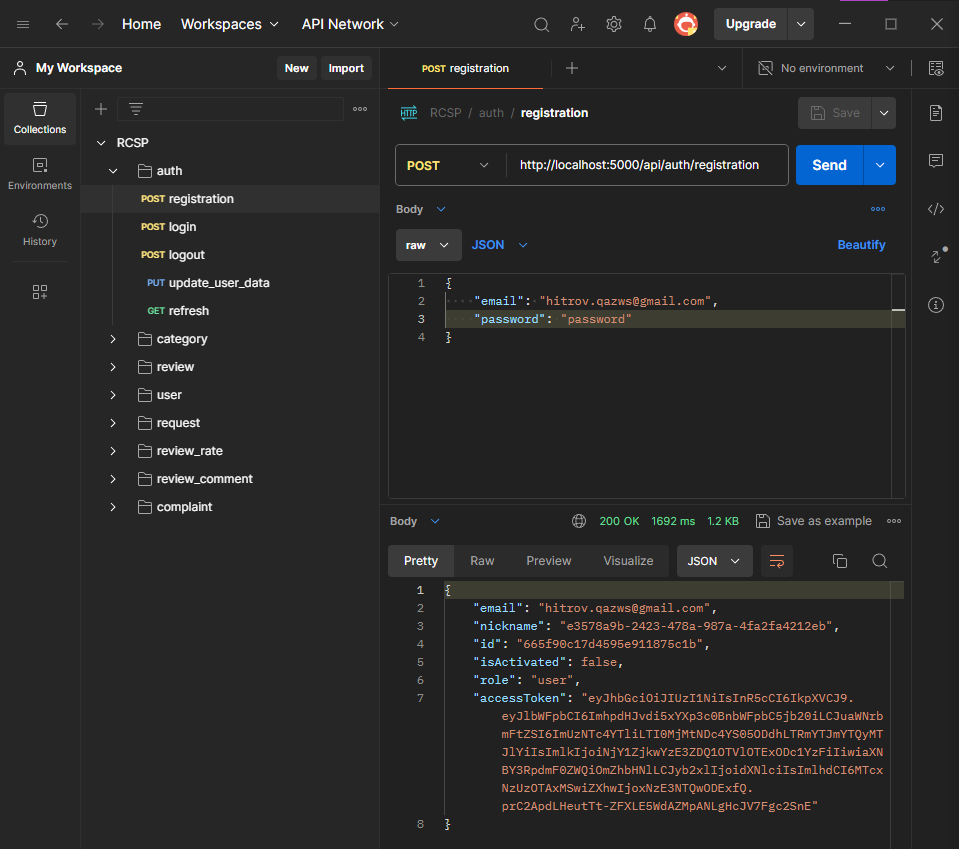 Home Workspaces API Network Upgrade
My Workspace New Import POST registration No environment
Collections
Environments
History
RCSP
auth
POST registration
POST login
POST logout
PUT update_user_data
GET refresh
category
review
user
request
review_rate
review_comment
complaint
HTTP RCSP / auth / registration Save
POST http://localhost:5000/api/auth/registration Send
Body
raw JSON Beautify
1 {
2 "email": "hitrov.qazws@gmail.com",
3 "password": "password"
4 }
Body 200 OK 1692 ms 1.2 KB Save as example
Pretty Raw Preview Visualize JSON
1 {
2 "email": "hitrov.qazws@gmail.com",
3 "nickname": "e3578a9b-2423-478a-987a-4fa2fa4212eb",
4 "id": "665f90c17d4595e911875c1b",
5 "isActivated": false,
6 "role": "user",
7 "accessToken": "eyJhbGciOiJIUzI1NiIsInR5cCI6IkpXVCJ9.
eyJlbWFpbCI6ImhpdHJvdi5xYXp3c0BnbWFpbC5jb20iLCJuaWNrb
mFtZSI6ImUzNTc4YTliLTI0MjMtNDc4YS05ODdhLTRmYTJmYTQyMT
JlYiIsImlkIjoiNjY1ZjkwYzE3ZDQ1OTVlOTExODc1YzFiIiwiaXN
BY3RpdmF0ZWQiOmZhbHNlLCJyb2xlIjoidXNlciIsImlhdCI6MTcx
NzUzOTAxMSwiZXhwIjoxNzE3NTQwODExfQ.
prC2ApdLHeutTt-ZFXLE5WdAZMpANLgHcJV7Fgc2SnE"
8 }